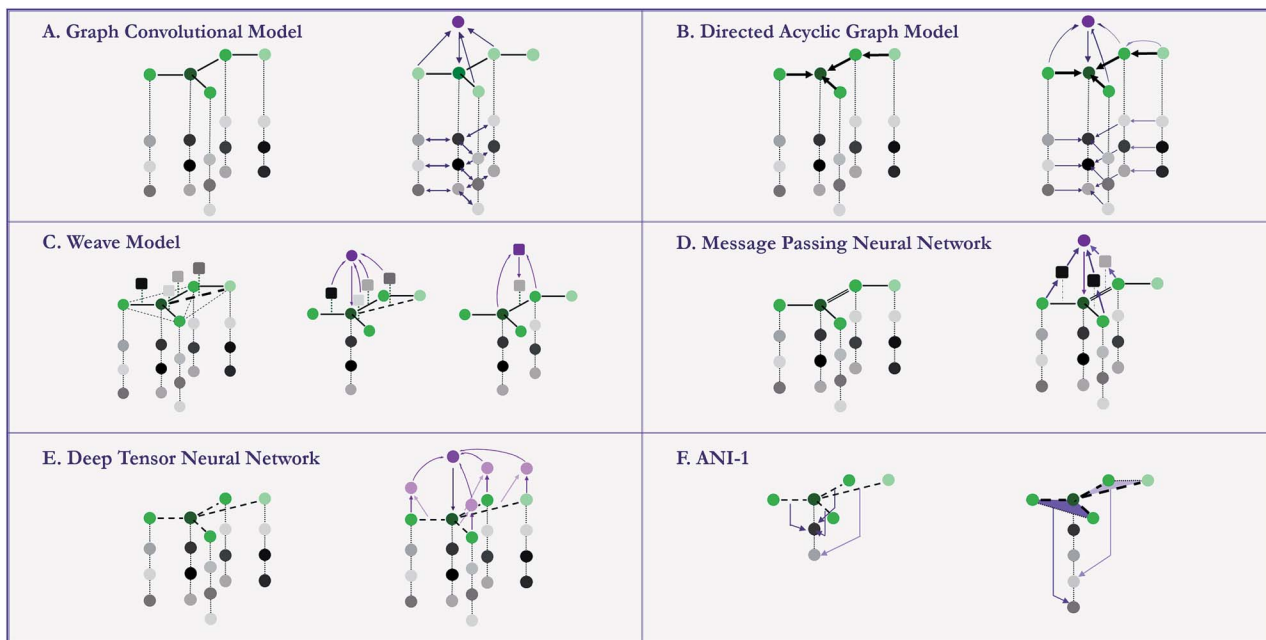 A. Graph Convolutional Model
B. Directed Acyclic Graph Model
C. Weave Model
D. Message Passing Neural Network
E. Deep Tensor Neural Network
F. ANI-1